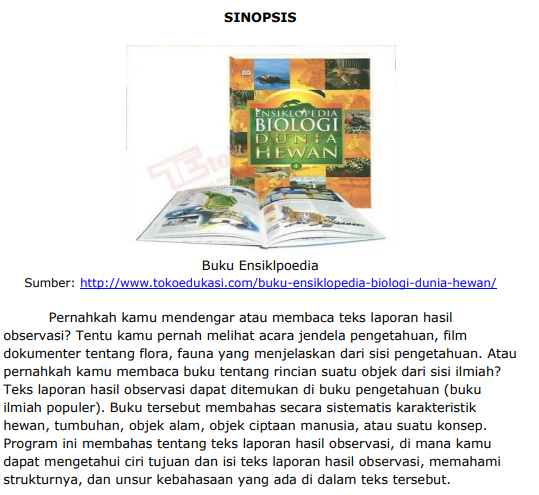 SINOPSIS
ENSIKLOPEDIA
BIOLOGI
DUNIA
HEWAN
Buku Ensiklpoedia
Sumber: http://www.tokoedukasi.com/buku-ensiklopedia-biologi-dunia-hewan/
Pernahkah kamu mendengar atau membaca teks laporan hasil
observasi? Tentu kamu pernah melihat acara jendela pengetahuan, film
dokumenter tentang flora, fauna yang menjelaskan dari sisi pengetahuan. Atau
pernahkah kamu membaca buku tentang rincian suatu objek dari sisi ilmiah?
Teks laporan hasil observasi dapat ditemukan di buku pengetahuan (buku
ilmiah populer). Buku tersebut membahas secara sistematis karakteristik
hewan, tumbuhan, objek alam, objek ciptaan manusia, atau suatu konsep.
Program ini membahas tentang teks laporan hasil observasi, di mana kamu
dapat mengetahui ciri tujuan dan isi teks laporan hasil observasi, memahami
strukturnya, dan unsur kebahasaan yang ada di dalam teks tersebut.